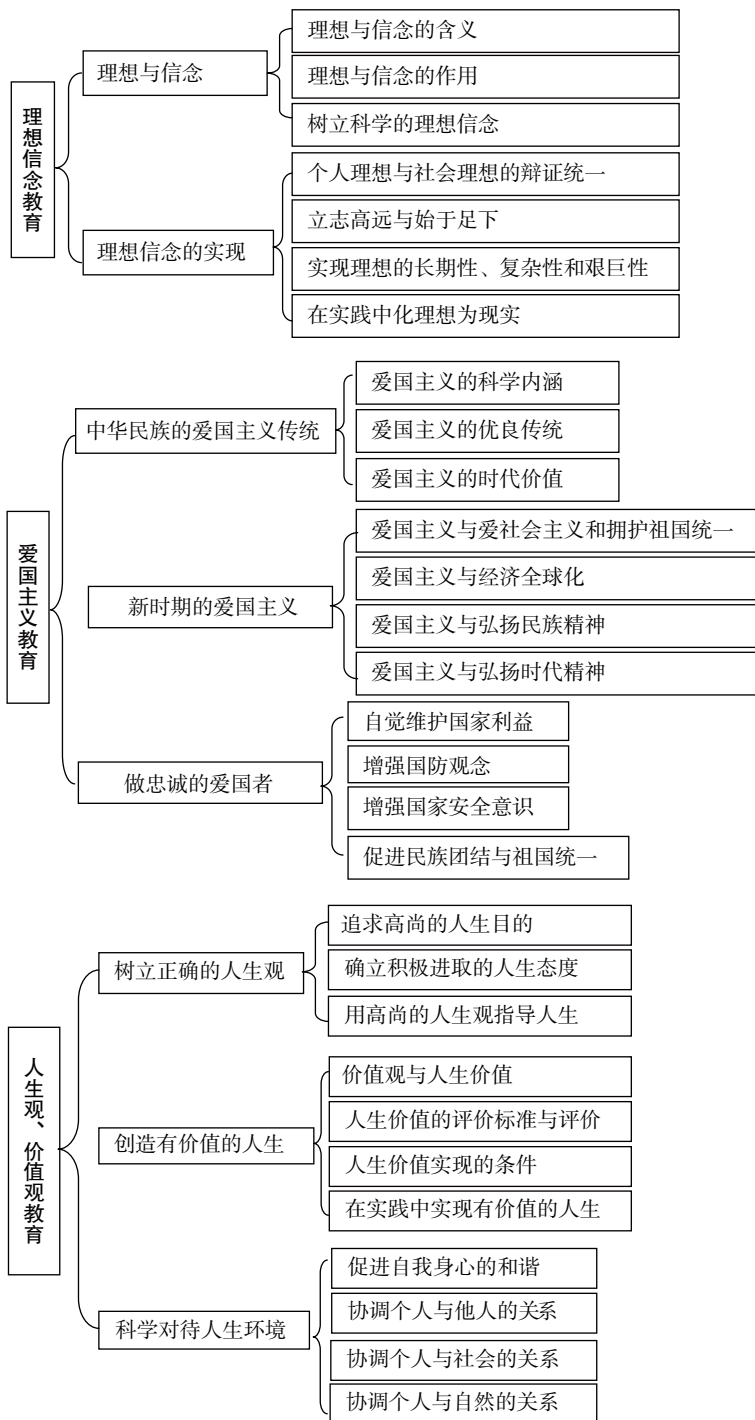 理想信念教育
理想与信念
理想与信念的含义
理想与信念的作用
树立科学的理想信念
理想信念的实现
个人理想与社会理想的辩证统一
立志高远与始于足下
实现理想的长期性、复杂性和艰巨性
在实践中化理想为现实
爱国主义教育
中华民族的爱国主义传统
爱国主义的科学内涵
爱国主义的优良传统
爱国主义的时代价值
新时期的爱国主义
爱国主义与爱社会主义和拥护祖国统一
爱国主义与经济全球化
爱国主义与弘扬民族精神
爱国主义与弘扬时代精神
做忠诚的爱国者
自觉维护国家利益
增强国防观念
增强国家安全意识
促进民族团结与祖国统一
人生观、价值观教育
树立正确的人生观
追求高尚的人生目的
确立积极进取的人生态度
用高尚的人生观指导人生
创造有价值的人生
价值观与人生价值
人生价值的评价标准与评价
人生价值实现的条件
在实践中实现有价值的人生
科学对待人生环境
促进自我身心的和谐
协调个人与他人的关系
协调个人与社会的关系
协调个人与自然的关系